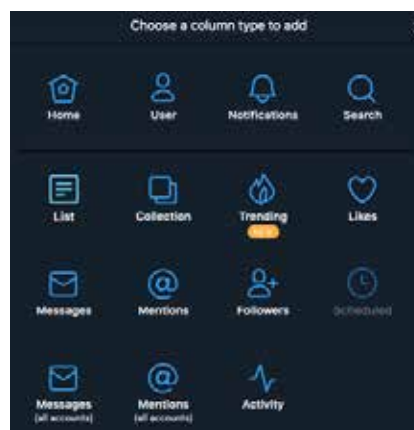 Choose a column type to add
Home User Notifications Search
List Collection Trending Likes
Messages Mentions Followers Scheduled
Messages Mentions Activity
(all accounts) (all accounts)